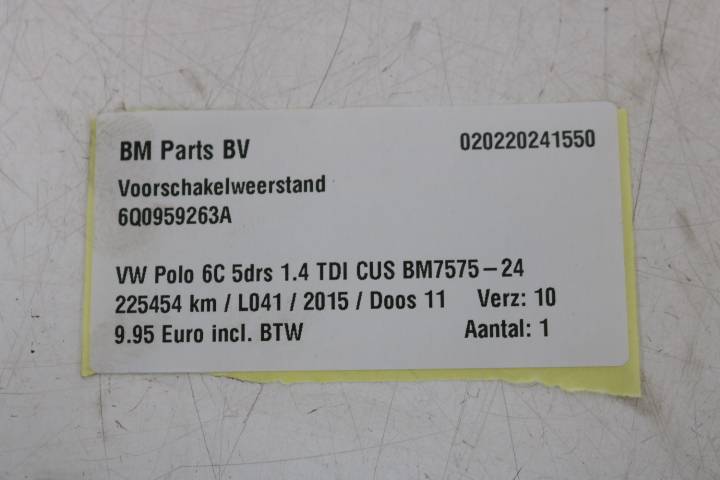 BM Parts BV 020220241550
Voorschakelweerstand
6Q0959263A
VW Polo 6C 5drs 1.4 TDI CUS BM7575-24
225454 km / L041 / 2015 / Doos 11 Verz: 10
9.95 Euro incl. BTW Aantal: 1